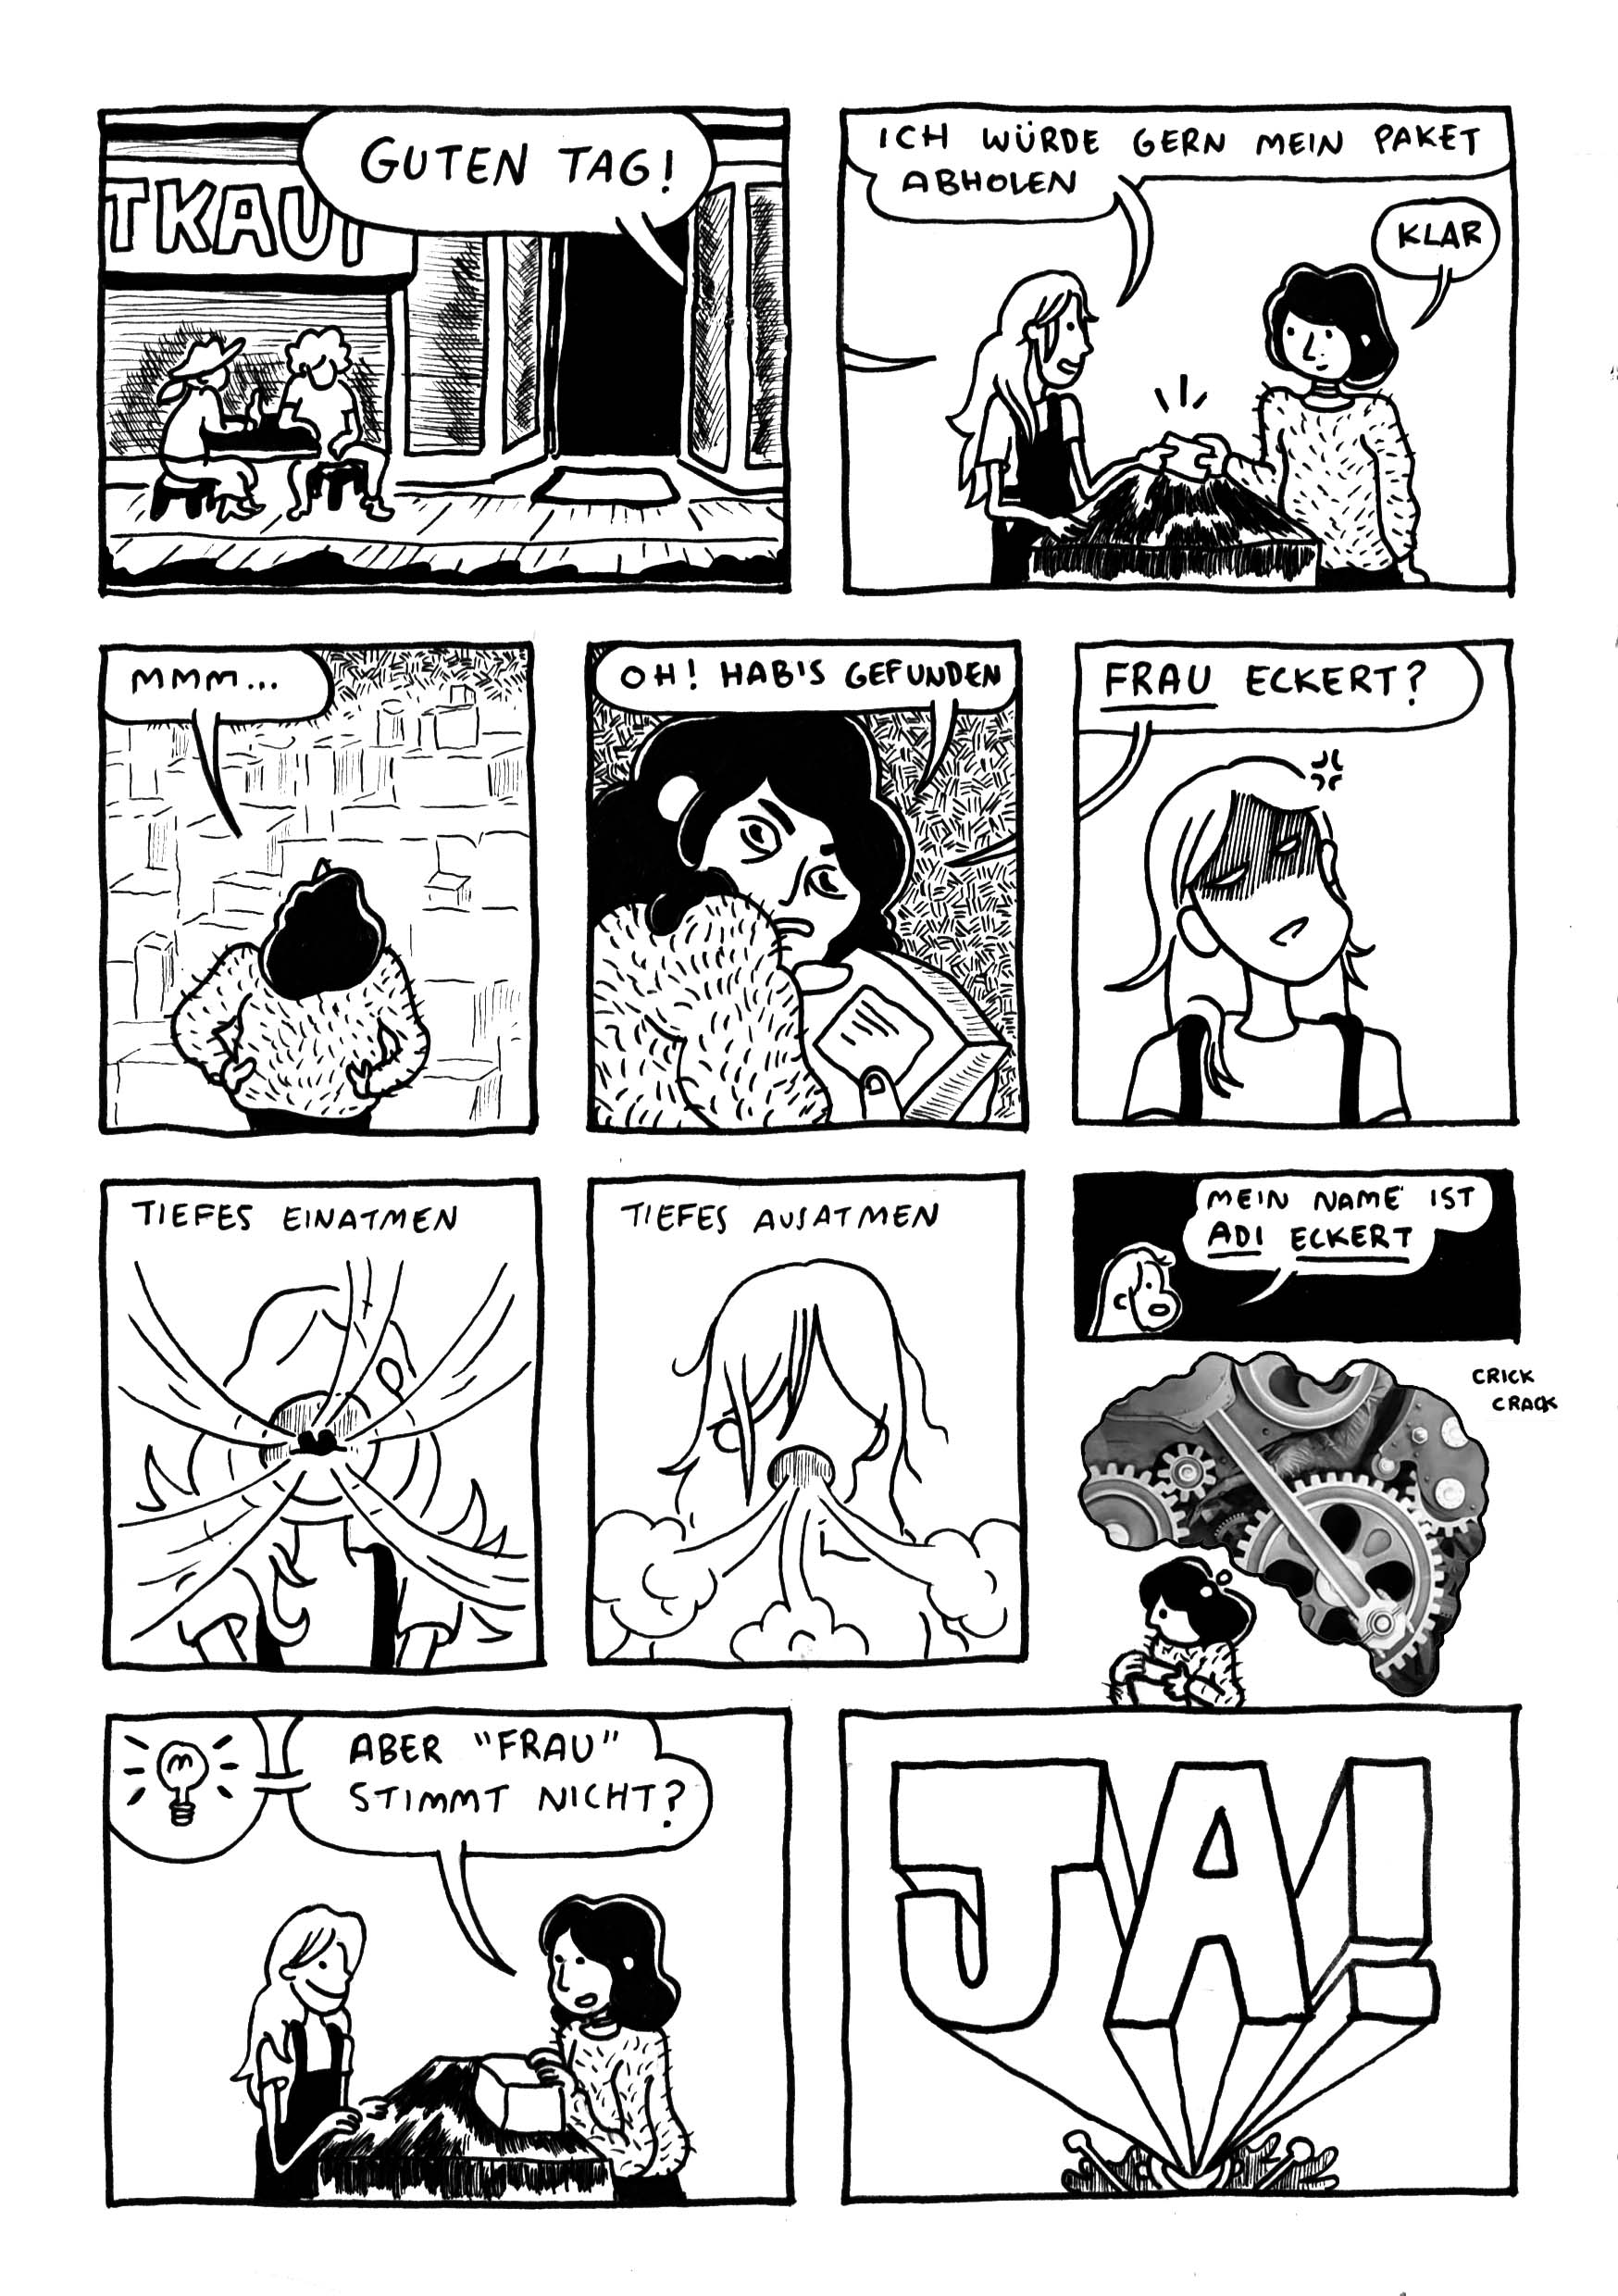 GUTEN TAG!
TKAUF
ICH WÜRDE GERN MEIN PAKET
ABHOLEN
KLAR
MMM...
OH! HAB'S GEFUNDEN
FRAU ECKERT?
TIEFES EINATMEN
TIEFES AUSATMEN
MEIN NAME IST
ADI ECKERT
CRICK
CRACK
ABER "FRAU"
STIMMT NICHT?
JA!